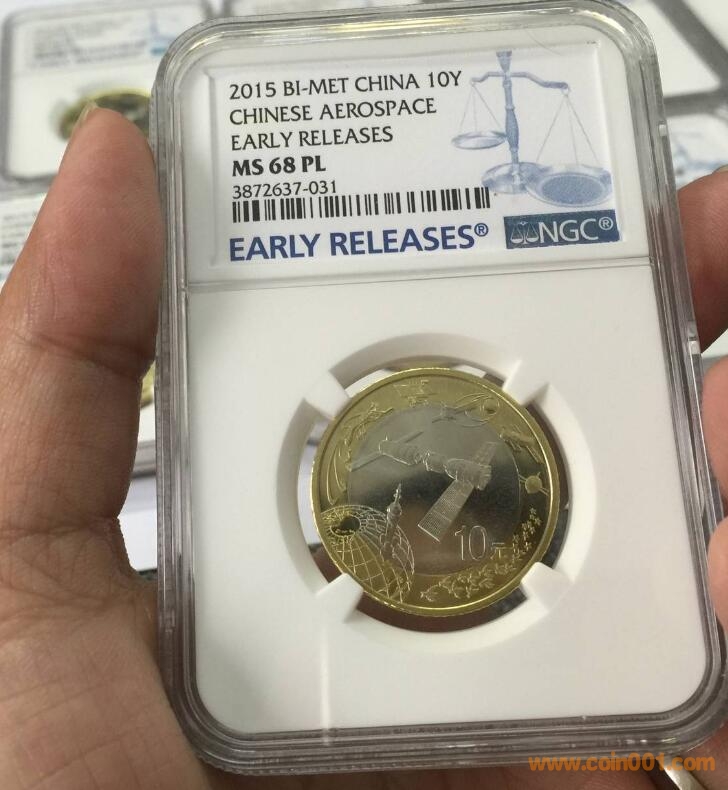 2015 BI-MET CHINA 10Y
CHINESE AEROSPACE
EARLY RELEASES
MS 68 PL
3872637-031
EARLY RELEASES®
NGC®
10元
www.coin001.com